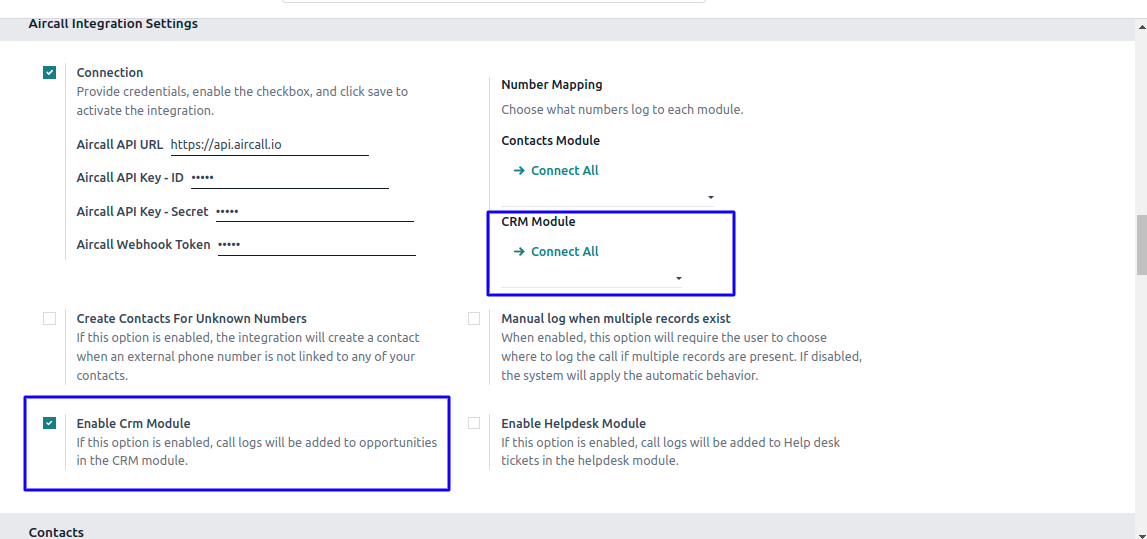 Aircall Integration Settings
Connection
Provide credentials, enable the checkbox, and click save to
activate the integration.
Aircall API URL https://api.aircall.io
Aircall API Key - ID •••••
Aircall API Key - Secret •••••
Aircall Webhook Token •••••
Number Mapping
Choose what numbers log to each module.
Contacts Module
→ Connect All
CRM Module
→ Connect All
Create Contacts For Unknown Numbers
If this option is enabled, the integration will create a contact
when an external phone number is not linked to any of your
contacts.
Manual log when multiple records exist
When enabled, this option will require the user to choose
where to log the call if multiple records are present. If disabled,
the system will apply the automatic behavior.
Enable Crm Module
If this option is enabled, call logs will be added to opportunities
in the CRM module.
Enable Helpdesk Module
If this option is enabled, call logs will be added to Help desk
tickets in the helpdesk module.
Contacts